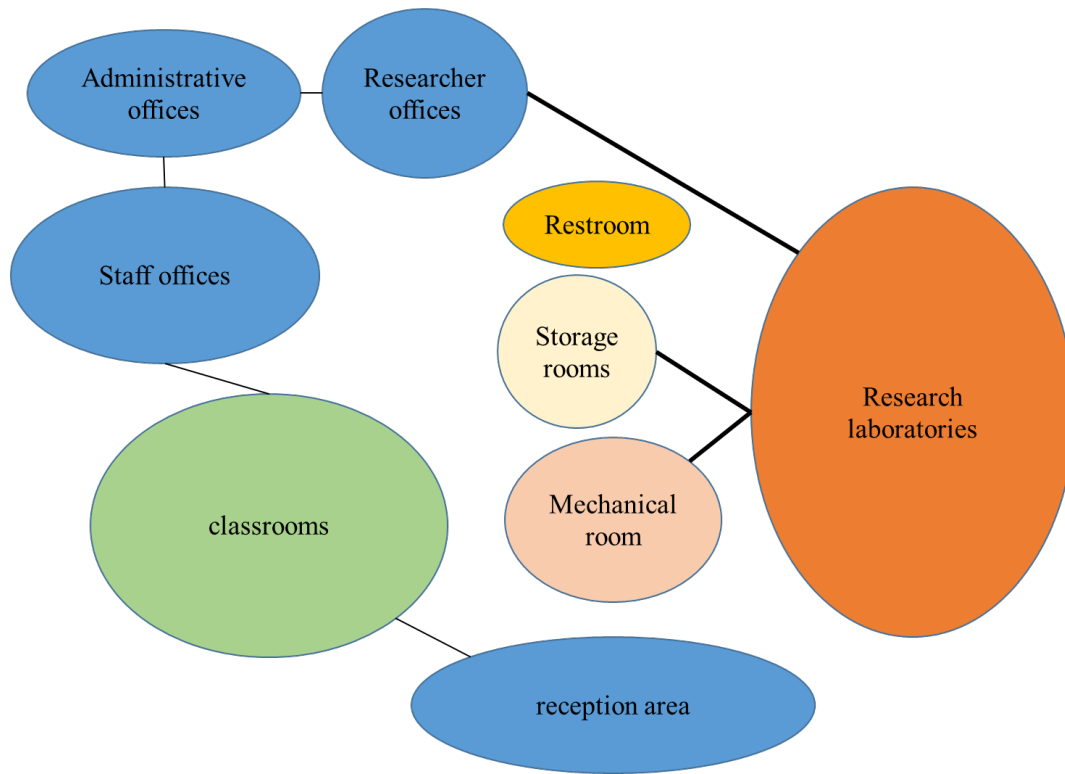 Administrative
offices
Researcher
offices
Restroom
Staff offices
Storage
rooms
Research
laboratories
Mechanical
room
classrooms
reception area